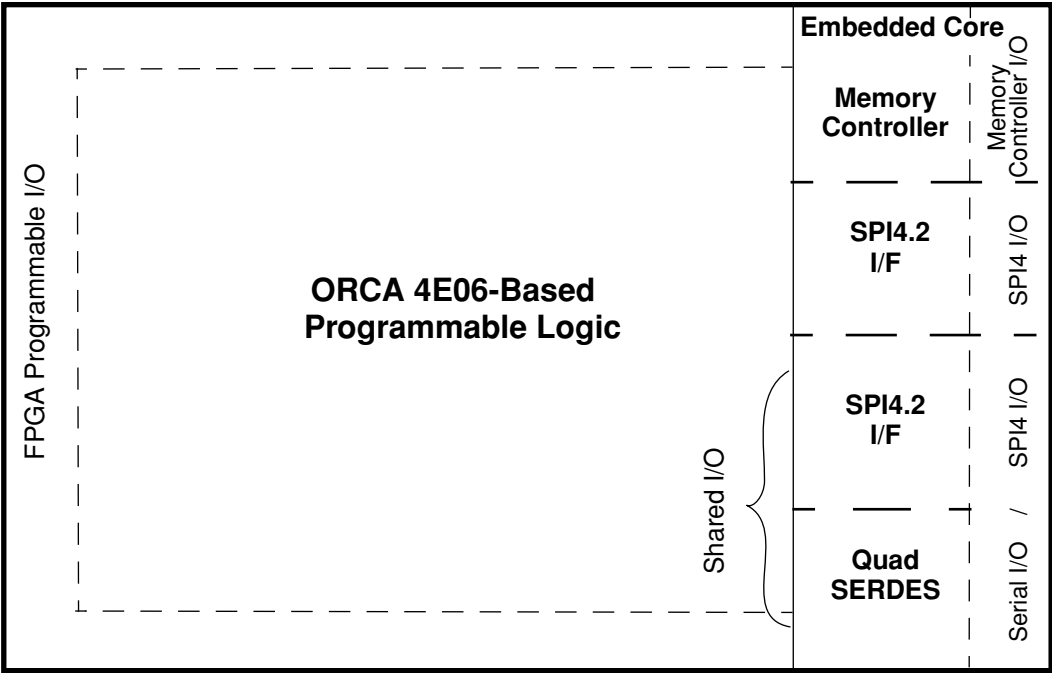 Embedded Core
Memory
Controller
Memory
Controller I/O
FPGA Programmable I/O
ORCA 4E06-Based
Programmable Logic
SPI4.2
I/F
SPI4 I/O
SPI4.2
I/F
SPI4 I/O
/
Shared I/O
Quad
SERDES
Serial I/O